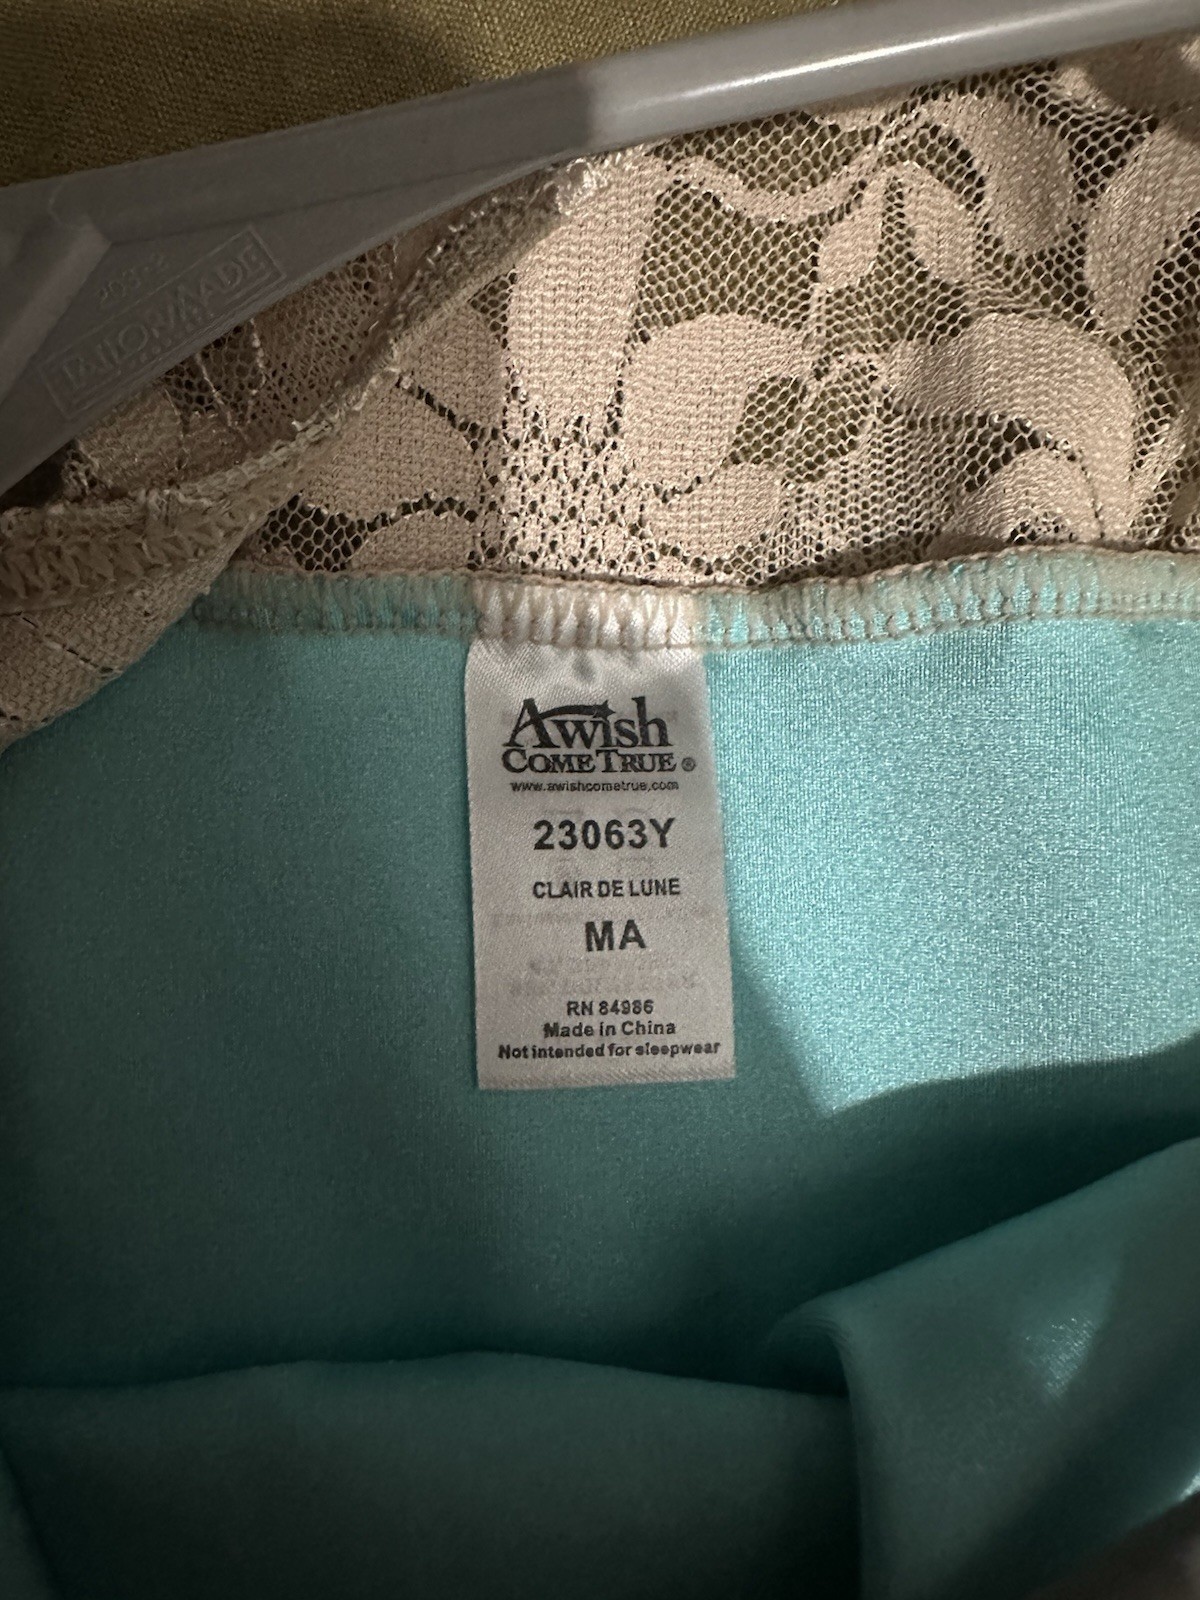 Awish
COME TRUE ®
www.awishcometrue.com
23063Y
CLAIR DE LUNE
MA
RN 84986
Made in China
Not intended for sleepwear